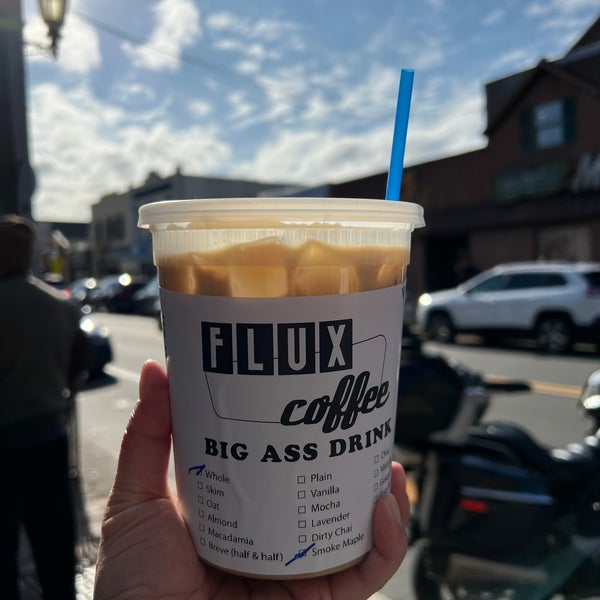 FLUX
coffee
BIG ASS DRINK
Whole
Skim
Oat
Almond
Macadamia
Breve (half & half)
Plain
Vanilla
Mocha
Lavender
Dirty Chai
Smoke Maple